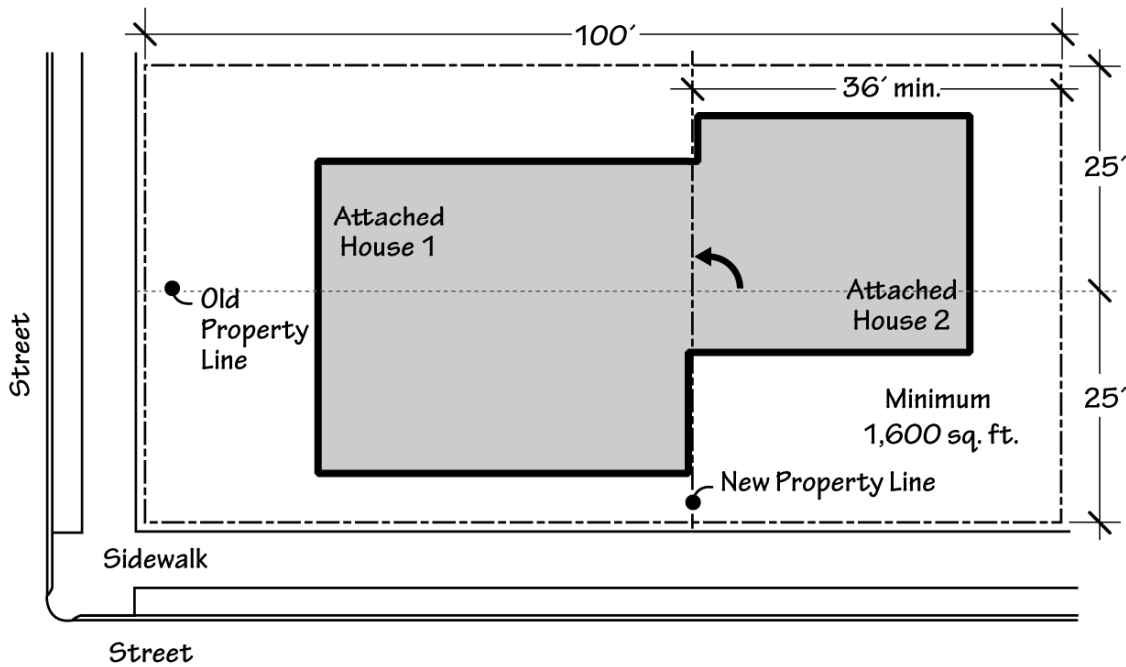 100′
36′ min.
25′
Attached
House 1
Old
Property
Line
Attached
House 2
Street
25′
Minimum
1,600 sq. ft.
New Property Line
Sidewalk
Street